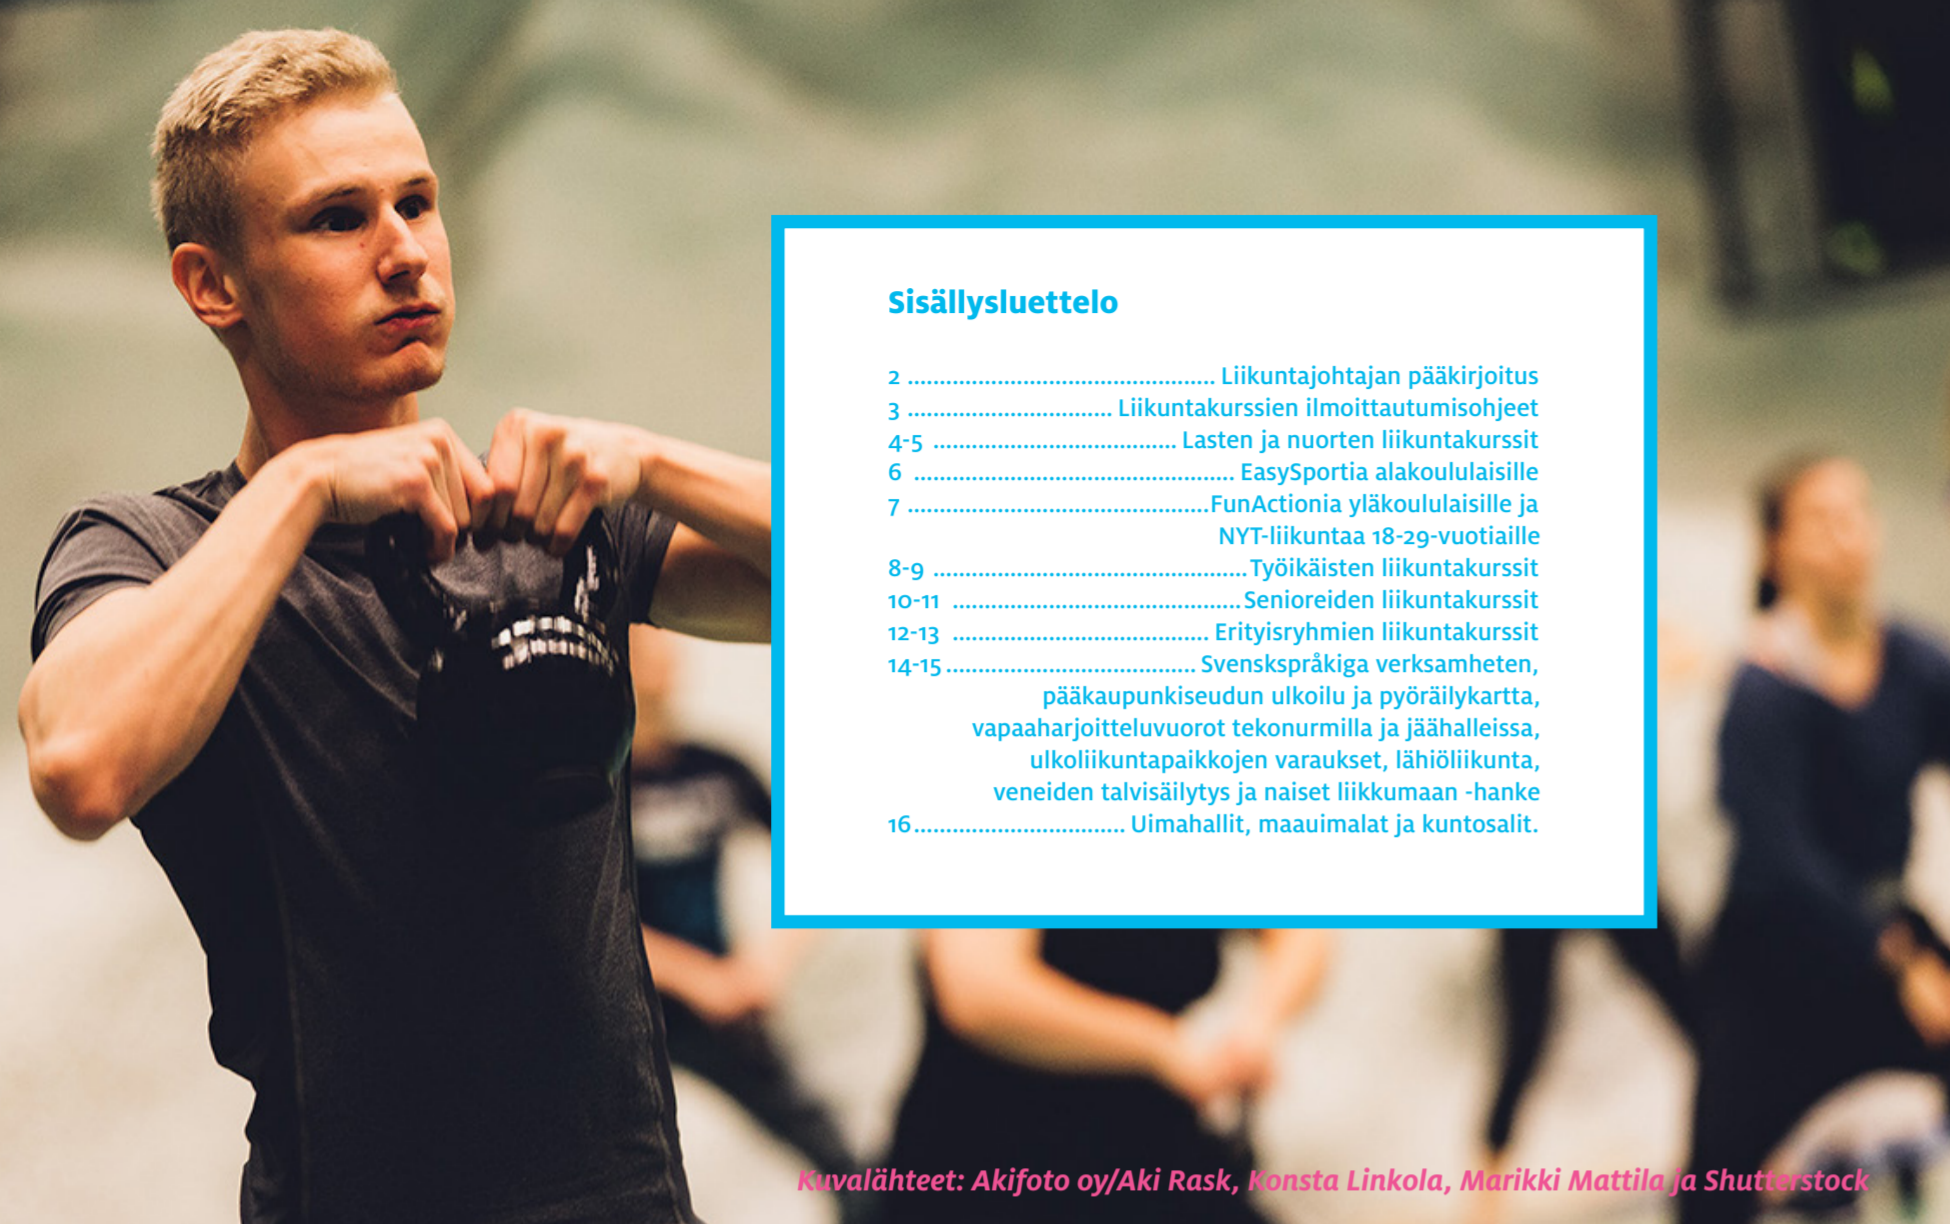 Sisällysluettelo
2 ................................................ Liikuntajohtajan pääkirjoitus
3 ................................ Liikuntakurssien ilmoittautumisohjeet
4-5 ...................................... Lasten ja nuorten liikuntakurssit
6 .................................................. EasySportia alakoululaisille
7 ...............................................FunActionia yläkoululaisille ja
NYT-liikuntaa 18-29-vuotiaille
8-9 .................................................Työikäisten liikuntakurssit
10-11 .............................................Senioreiden liikuntakurssit
12-13 ........................................ Erityisryhmien liikuntakurssit
14-15 ....................................... Svenskspråkiga verksamheten,
pääkaupunkiseudun ulkoilu ja pyöräilykartta,
vapaaharjoitteluvuorot tekonurmilla ja jäähalleissa,
ulkoliikuntapaikkojen varaukset, lähiöliikunta,
veneiden talvisäilytys ja naiset liikkumaan -hanke
16................................. Uimahallit, maauimalat ja kuntosalit.
Kuvalähteet: Akifoto oy/Aki Rask, Konsta Linkola, Marikki Mattila ja Shutterstock